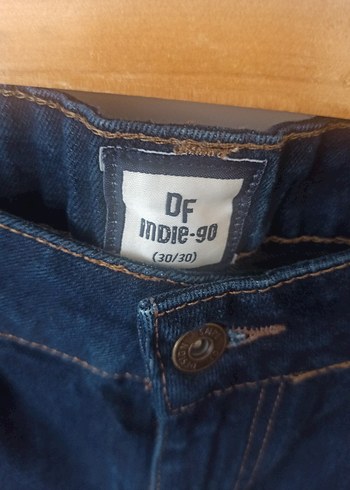 DF
INDIE-go
(30/30)